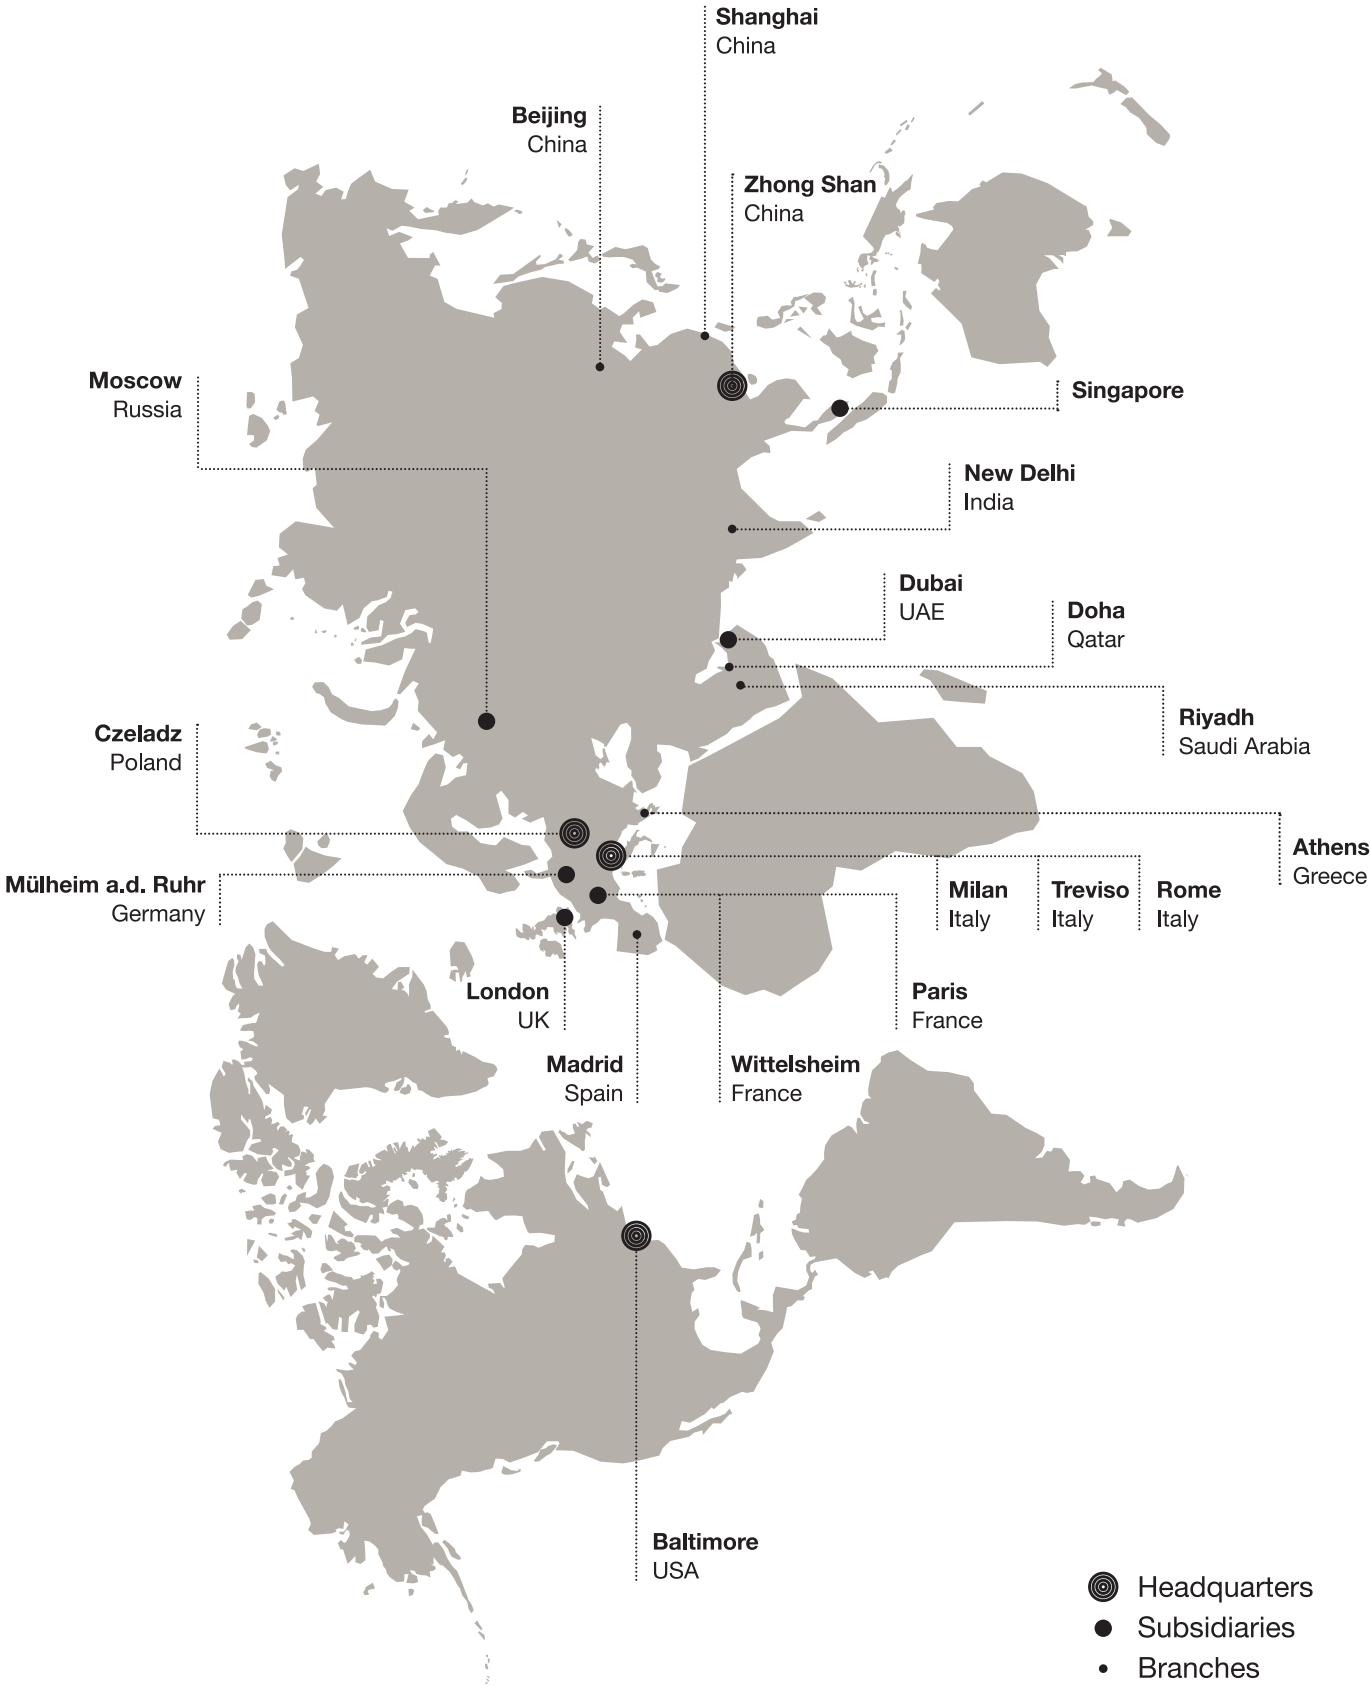 Shanghai
China
Beijing
China
Zhong Shan
China
Moscow
Russia
Singapore
New Delhi
India
Dubai
UAE
Doha
Qatar
Riyadh
Saudi Arabia
Czeladz
Poland
Athens
Greece
Mülheim a.d. Ruhr
Germany
Milan
Italy
Treviso
Italy
Rome
Italy
London
UK
Paris
France
Madrid
Spain
Wittelsheim
France
Baltimore
USA
Headquarters
Subsidiaries
Branches